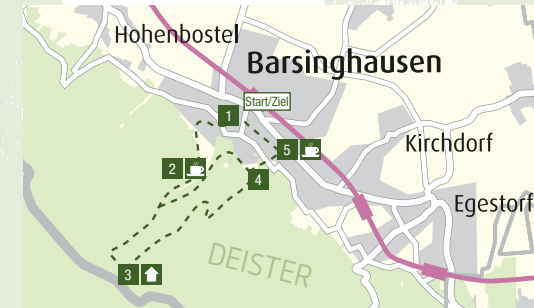 Hohenbostel
Barsinghausen
Start/Ziel
1
5
Kirchdorf
2
4
Egestorf
3
DEISTER